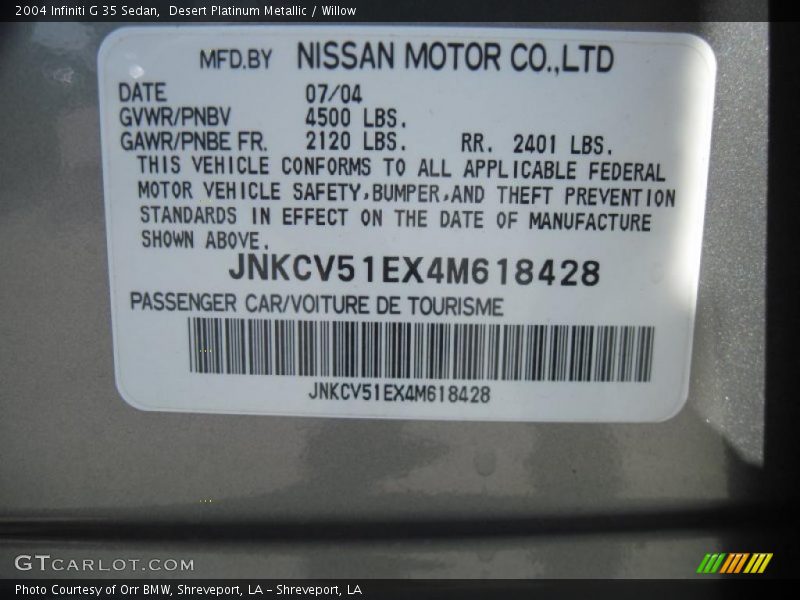 2004 Infiniti G 35 Sedan,  Desert Platinum Metallic / Willow
MFD.BY NISSAN MOTOR CO.,LTD
DATE 07/04
GVWR/PNBV 4500 LBS.
GAWR/PNBE FR. 2120 LBS. RR. 2401 LBS.
THIS VEHICLE CONFORMS TO ALL APPLICABLE FEDERAL
MOTOR VEHICLE SAFETY,BUMPER,AND THEFT PREVENTION
STANDARDS IN EFFECT ON THE DATE OF MANUFACTURE
SHOWN ABOVE.
JNKCV51EX4M618428
PASSENGER CAR/VOITURE DE TOURISME
JNKCV51EX4M618428
GTCARLOT.COM
Photo Courtesy of Orr BMW, Shreveport, LA – Shreveport, LA